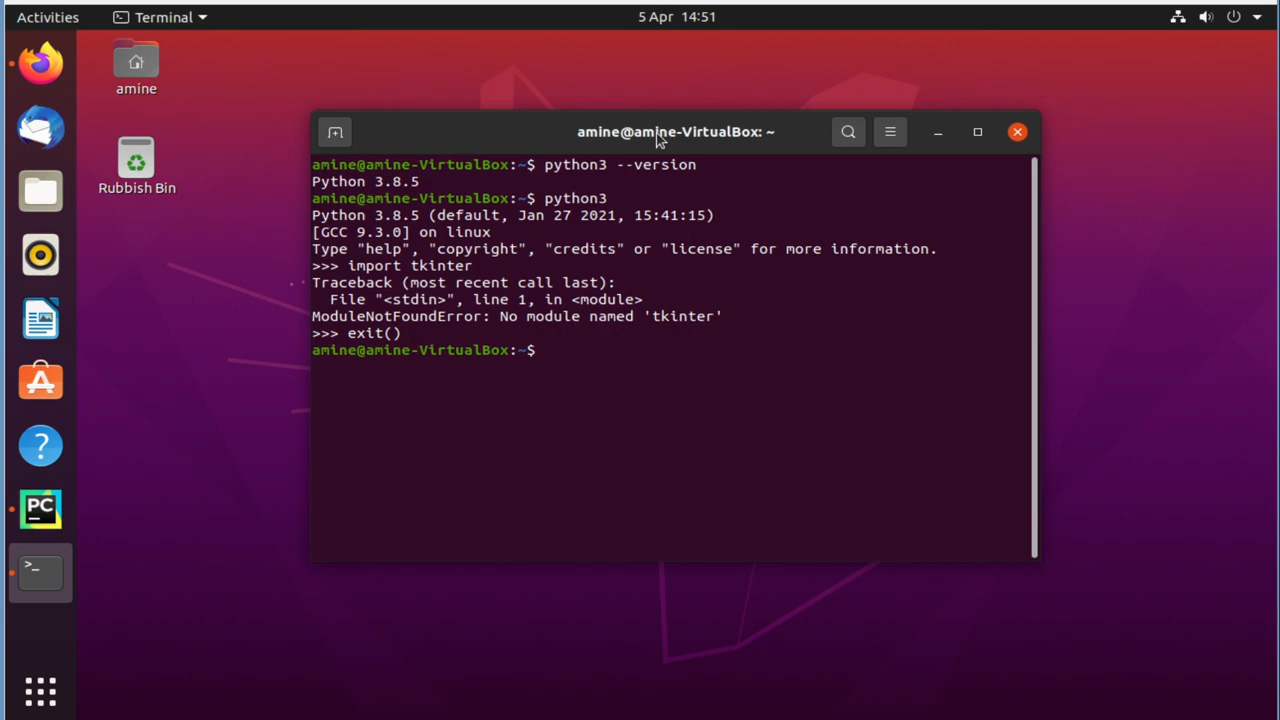 Activities
Terminal
5 Apr 14:51
amine
Rubbish Bin
amine@amine-VirtualBox: ~
amine@amine-VirtualBox:~$ python3 --version
Python 3.8.5
amine@amine-VirtualBox:~$ python3
Python 3.8.5 (default, Jan 27 2021, 15:41:15)
[GCC 9.3.0] on linux
Type "help", "copyright", "credits" or "license" for more information.
>>> import tkinter
Traceback (most recent call last):
  File "<stdin>", line 1, in <module>
ModuleNotFoundError: No module named 'tkinter'
>>> exit()
amine@amine-VirtualBox:~$
?
PC
>_